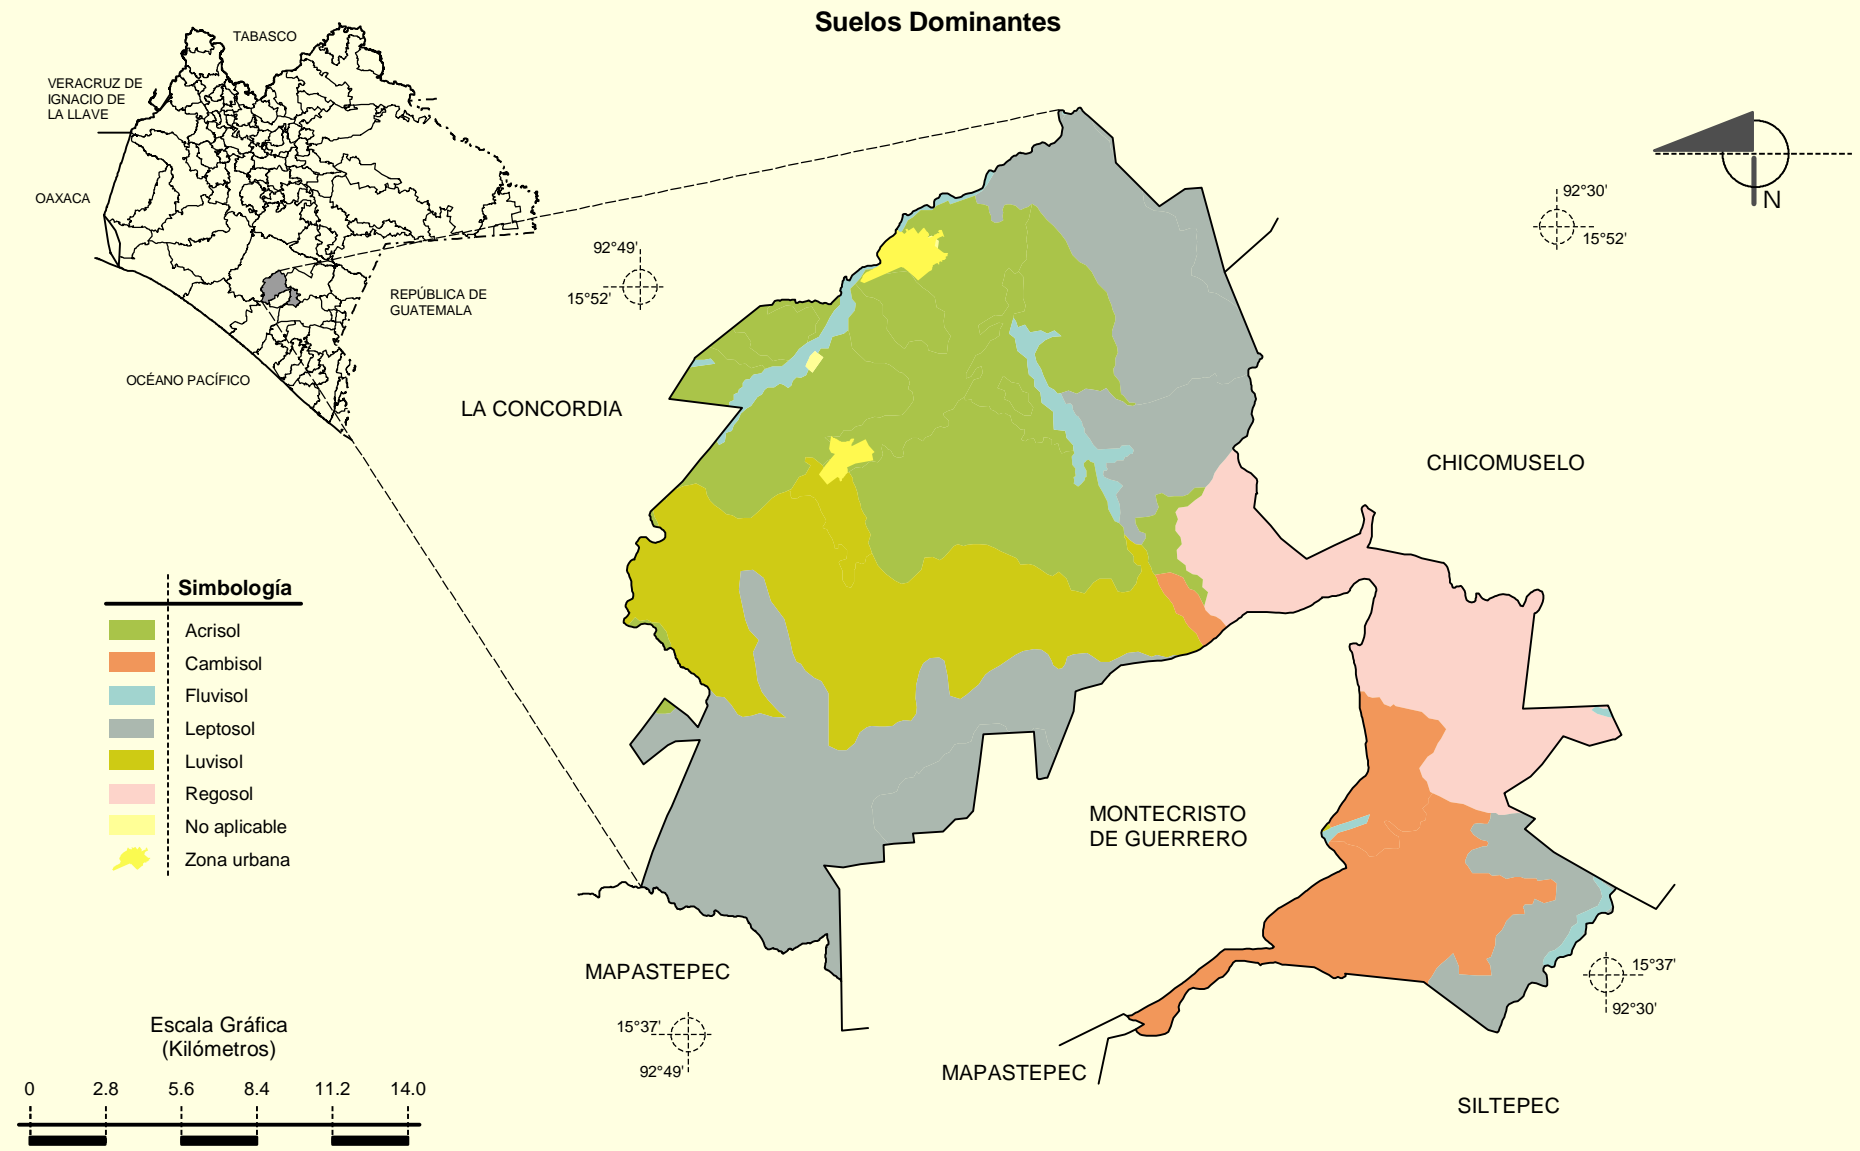 Suelos Dominantes
TABASCO
VERACRUZ DE
IGNACIO DE
LA LLAVE
OAXACA
REPÚBLICA DE
GUATEMALA
OCÉANO PACÍFICO
92°49'
15°52'
92°30'
15°52'
N
LA CONCORDIA
CHICOMUSELO
MONTECRISTO
DE GUERRERO
MAPASTEPEC
MAPASTEPEC
SILTEPEC
15°37'
92°49'
15°37'
92°30'
Simbología
Acrisol
Cambisol
Fluvisol
Leptosol
Luvisol
Regosol
No aplicable
Zona urbana
Escala Gráfica
(Kilómetros)
0 2.8 5.6 8.4 11.2 14.0